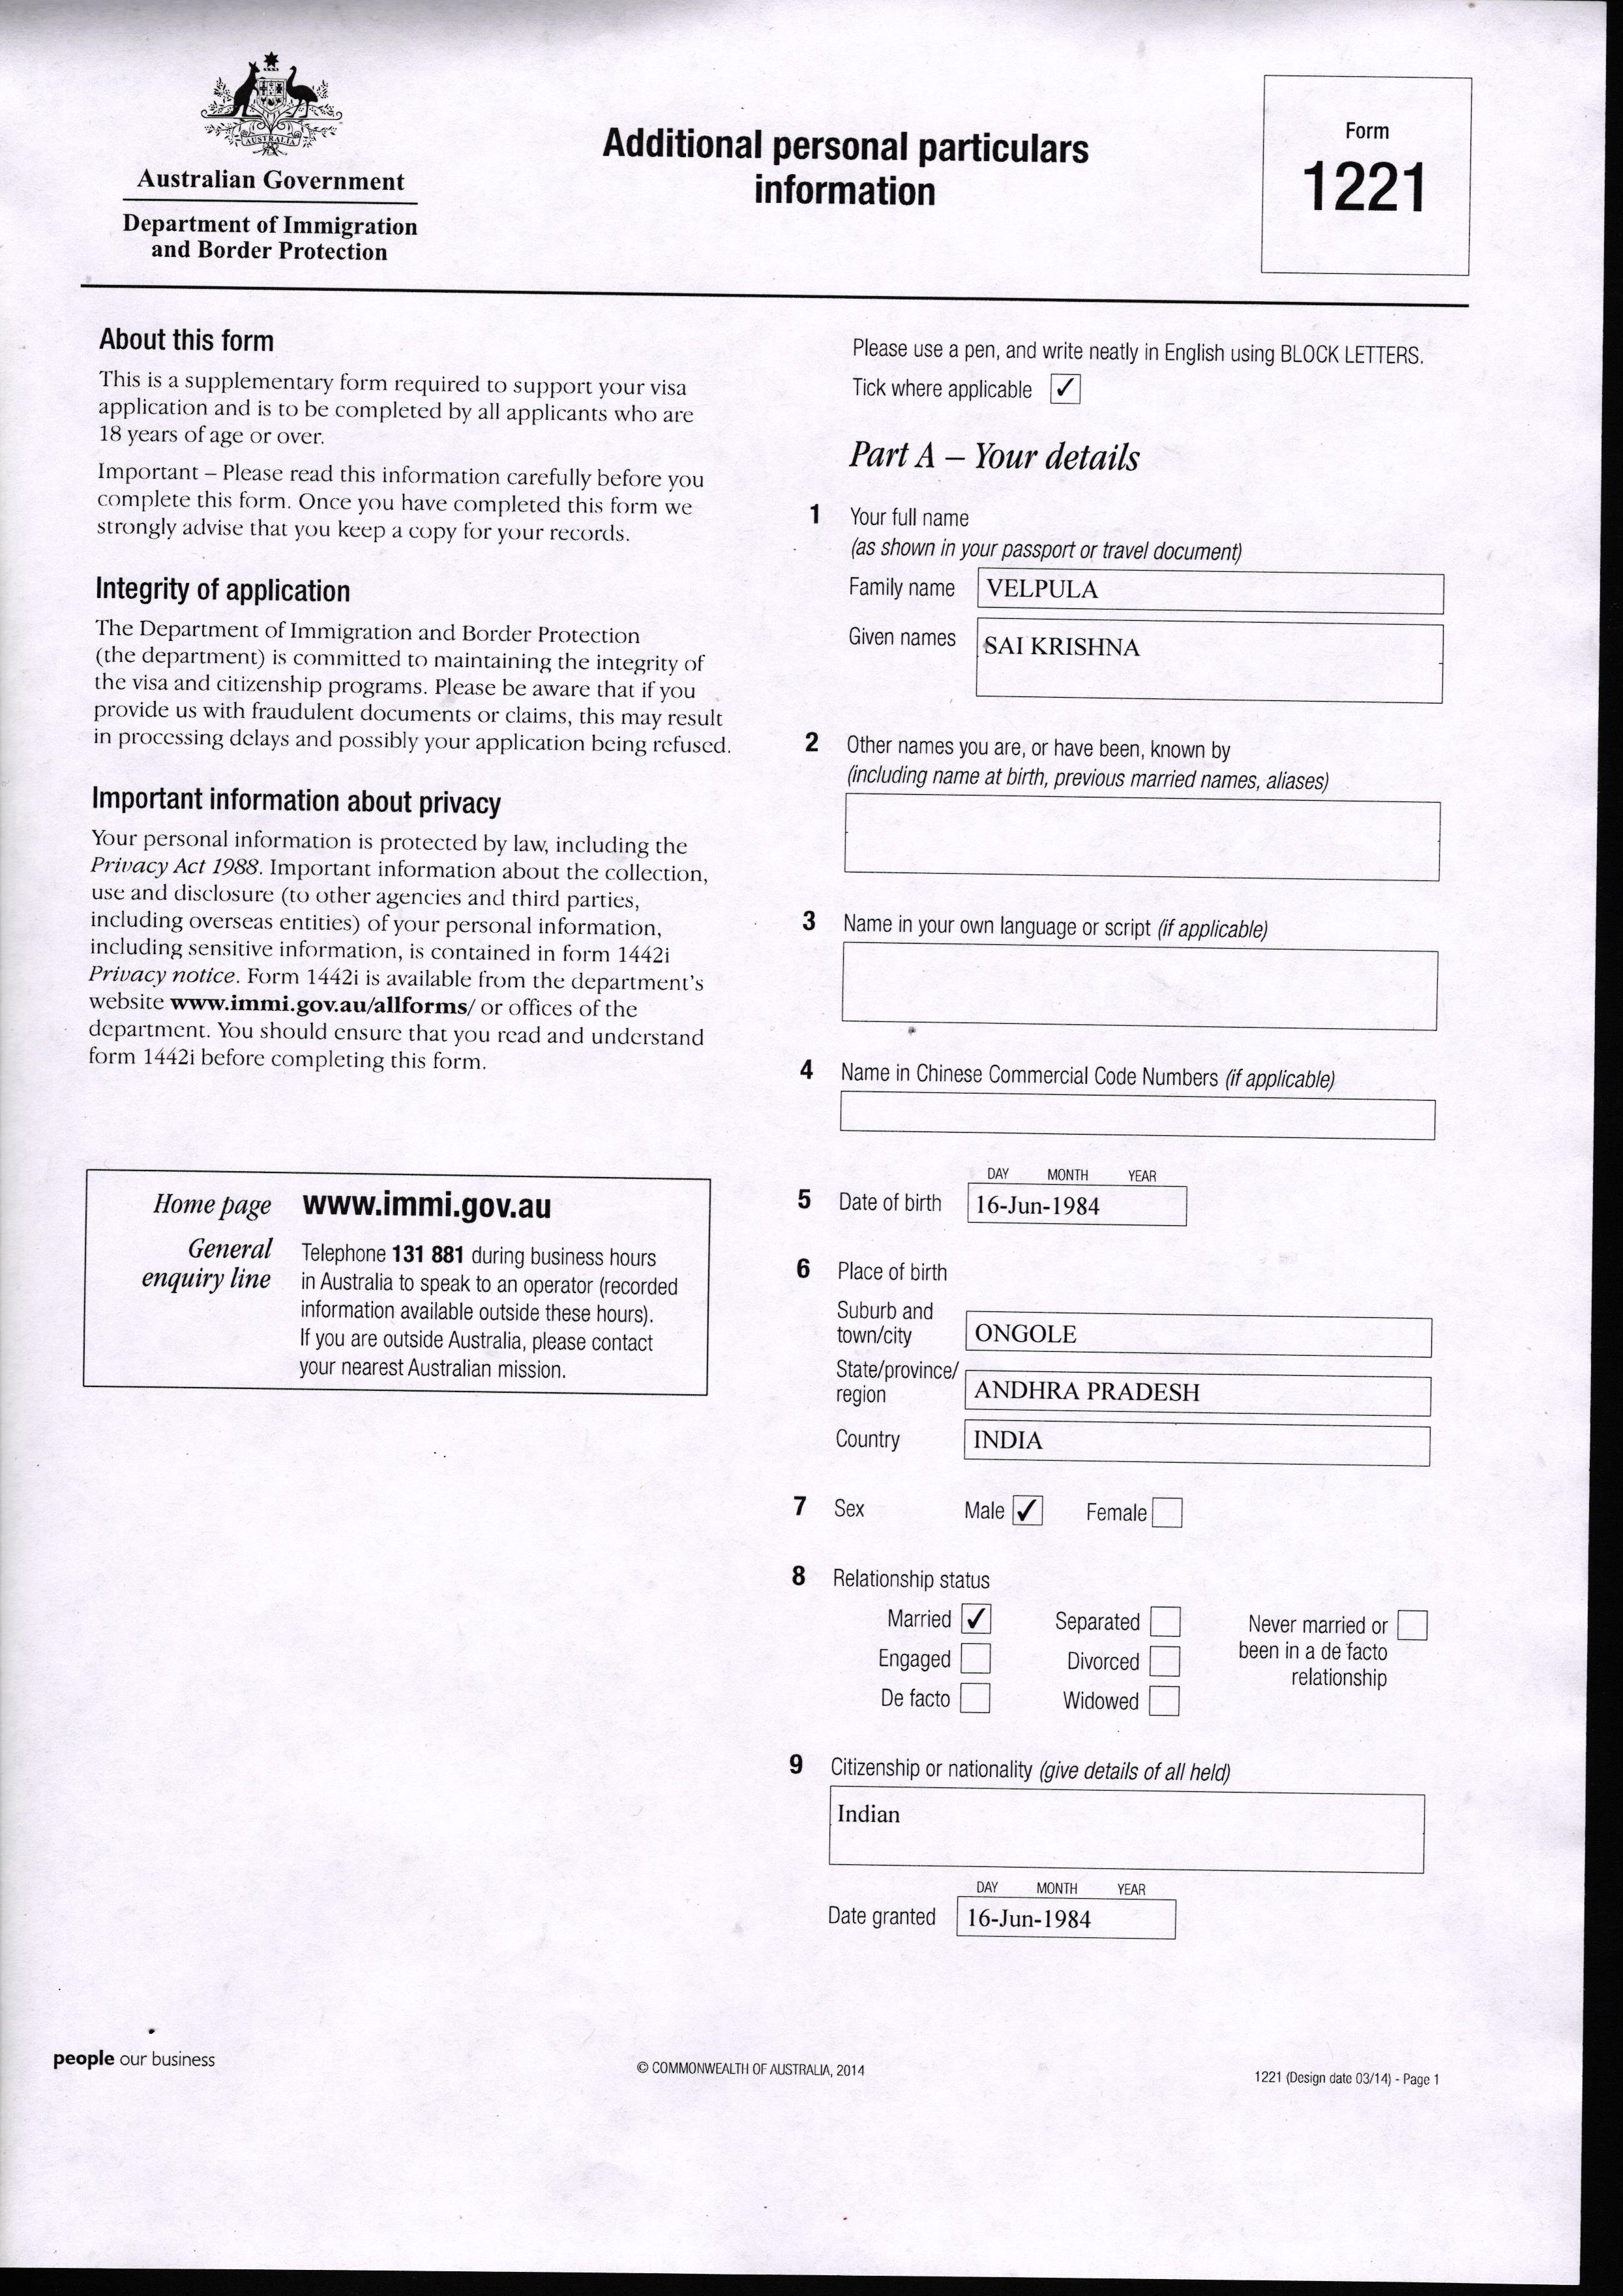 AUSTRALIA
Australian Government
Department of Immigration
and Border Protection
Additional personal particulars
information
Form
1221
About this form
This is a supplementary form required to support your visa
application and is to be completed by all applicants who are
18 years of age or over.
Important – Please read this information carefully before you
complete this form. Once you have completed this form we
strongly advise that you keep a copy for your records.
Integrity of application
The Department of Immigration and Border Protection
(the department) is committed to maintaining the integrity of
the visa and citizenship programs. Please be aware that if you
provide us with fraudulent documents or claims, this may result
in processing delays and possibly your application being refused.
Important information about privacy
Your personal information is protected by law, including the
Privacy Act 1988. Important information about the collection,
use and disclosure (to other agencies and third parties,
including overseas entities) of your personal information,
including sensitive information, is contained in form 1442i
Privacy notice. Form 1442i is available from the department's
website www.immi.gov.au/allforms/ or offices of the
department. You should ensure that you read and understand
form 1442i before completing this form.
Home page www.immi.gov.au
General Telephone 131 881 during business hours
enquiry line in Australia to speak to an operator (recorded
information available outside these hours).
If you are outside Australia, please contact
your nearest Australian mission.
Please use a pen, and write neatly in English using BLOCK LETTERS.
Tick where applicable ✓
Part A – Your details
1 Your full name
(as shown in your passport or travel document)
Family name VELPULA
Given names SAI KRISHNA
2 Other names you are, or have been, known by
(including name at birth, previous married names, aliases)
3 Name in your own language or script (if applicable)
4 Name in Chinese Commercial Code Numbers (if applicable)
DAY MONTH YEAR
5 Date of birth 16-Jun-1984
6 Place of birth
Suburb and
town/city ONGOLE
State/province/
region ANDHRA PRADESH
Country INDIA
7 Sex Male ✓ Female
8 Relationship status
Married ✓ Separated Never married or
Engaged Divorced been in a de facto
De facto Widowed relationship
9 Citizenship or nationality (give details of all held)
Indian
DAY MONTH YEAR
Date granted 16-Jun-1984
people our business
© COMMONWEALTH OF AUSTRALIA, 2014
1221 (Design date 03/14) - Page 1